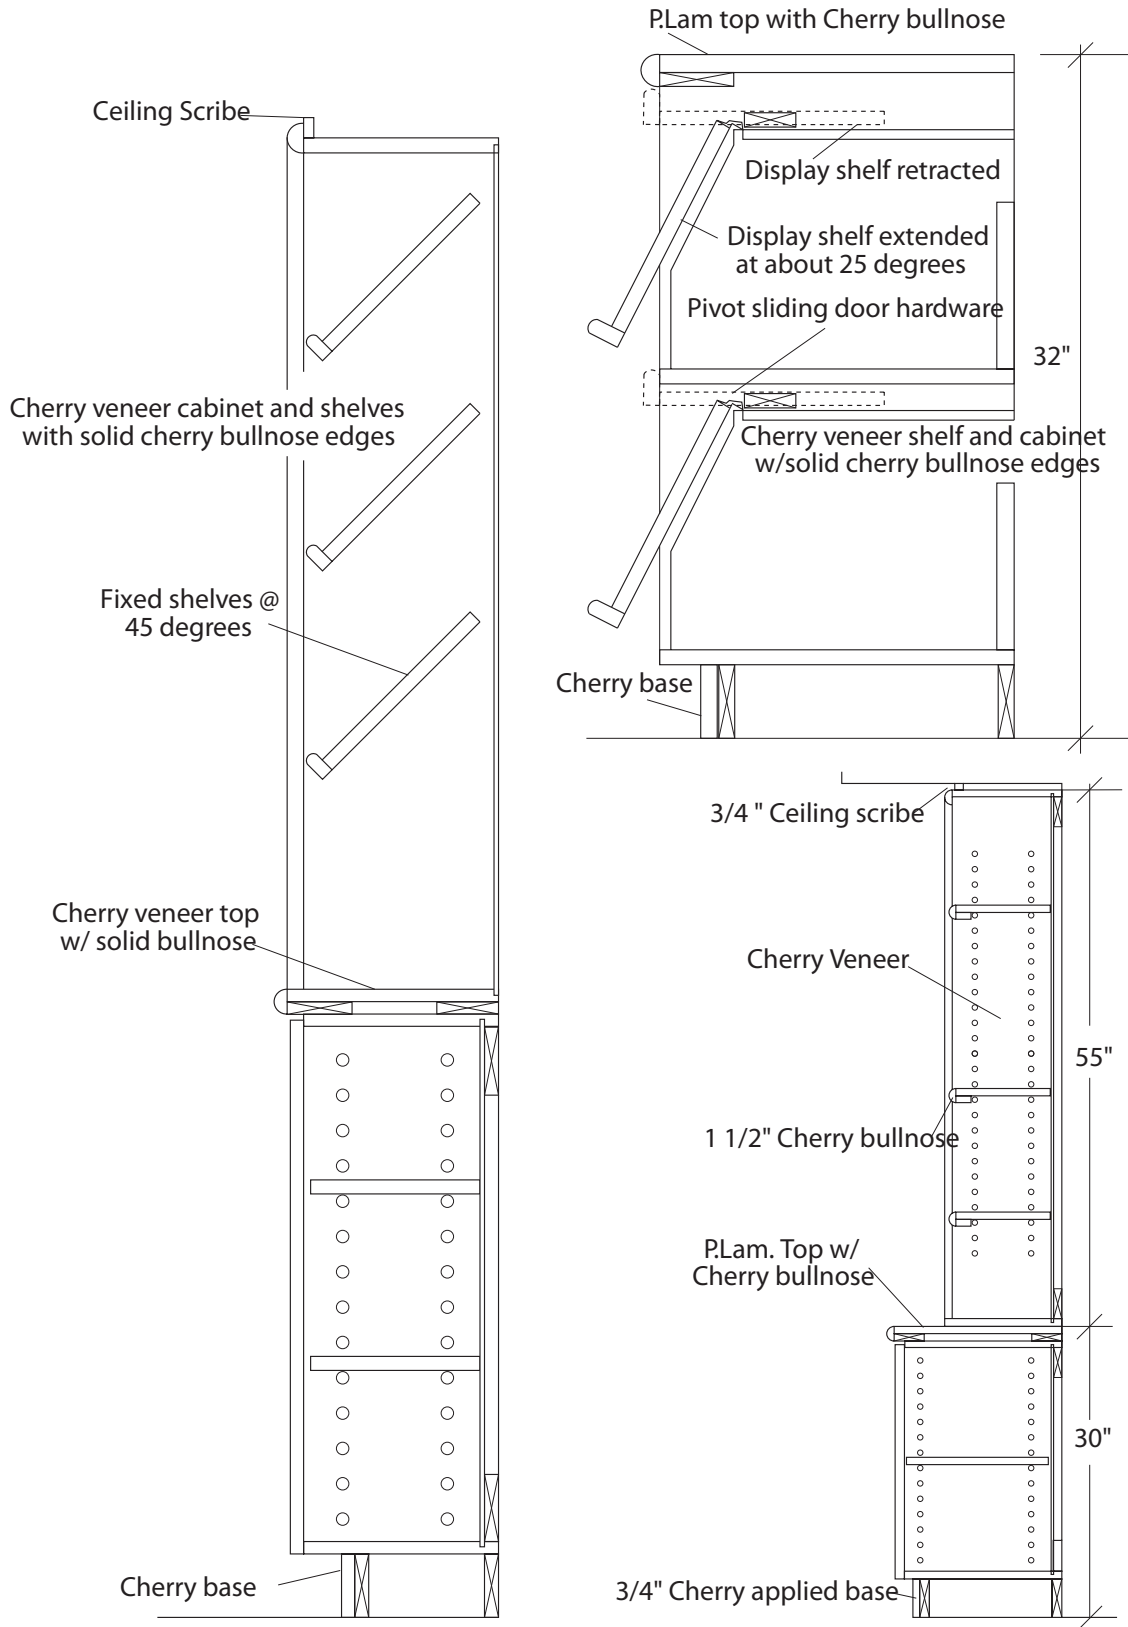 P.Lam top with Cherry bullnose
Ceiling Scribe
Display shelf retracted
Display shelf extended
at about 25 degrees
Pivot sliding door hardware
32"
Cherry veneer cabinet and shelves
with solid cherry bullnose edges
Cherry veneer shelf and cabinet
w/solid cherry bullnose edges
Fixed shelves @
45 degrees
Cherry base
3/4 " Ceiling scribe
Cherry veneer top
w/ solid bullnose
Cherry Veneer
55"
1 1/2" Cherry bullnose
P.Lam. Top w/
Cherry bullnose
30"
Cherry base
3/4" Cherry applied base